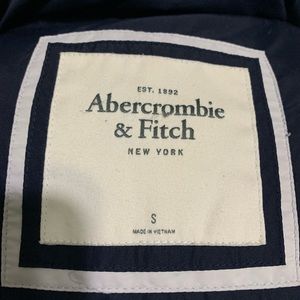 EST. 1892
Abercrombie
& Fitch
NEW YORK
S
MADE IN VIETNAM